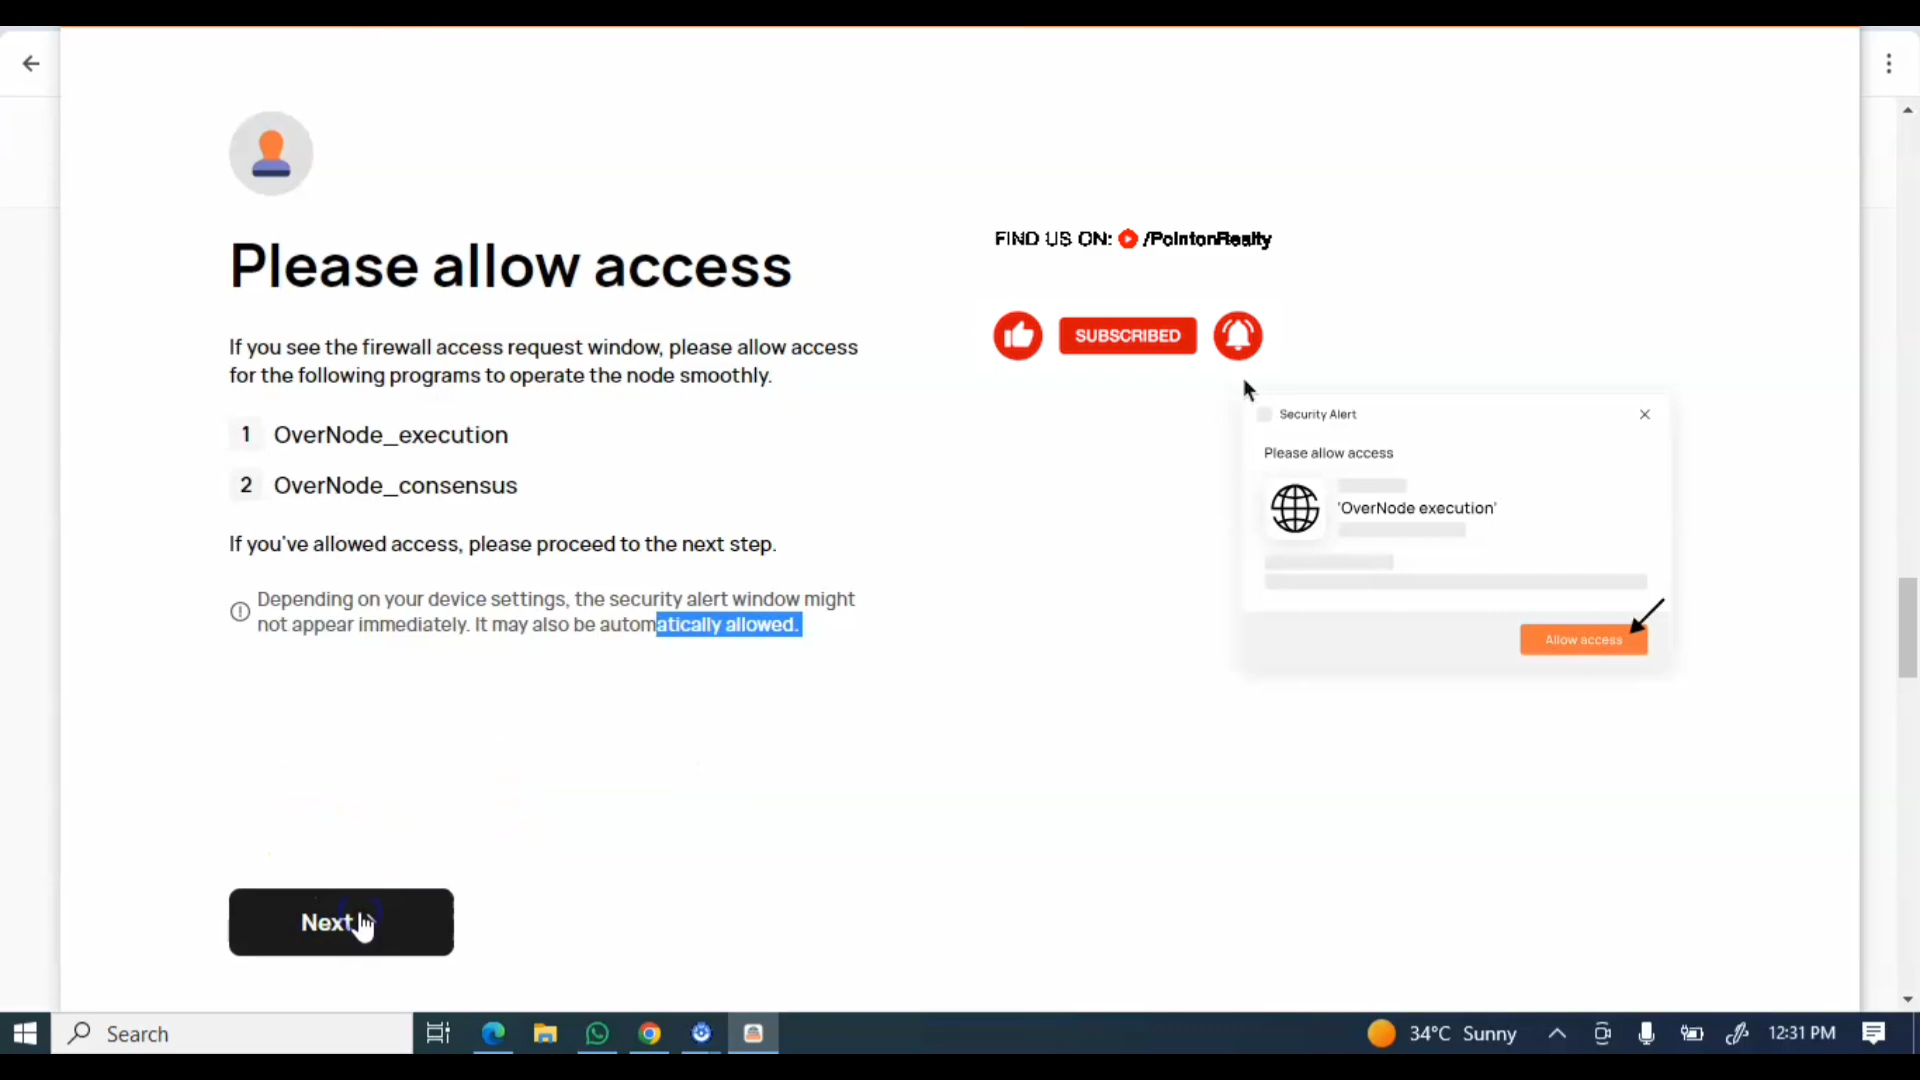 Please allow access
If you see the firewall access request window, please allow access
for the following programs to operate the node smoothly.
1 OverNode_execution
2 OverNode_consensus
If you've allowed access, please proceed to the next step.
Depending on your device settings, the security alert window might
not appear immediately. It may also be automatically allowed.
Next
FIND US ON: /PointonReality
SUBSCRIBED
Security Alert
Please allow access
'OverNode execution'
Allow access
Search
34°C Sunny
12:31 PM